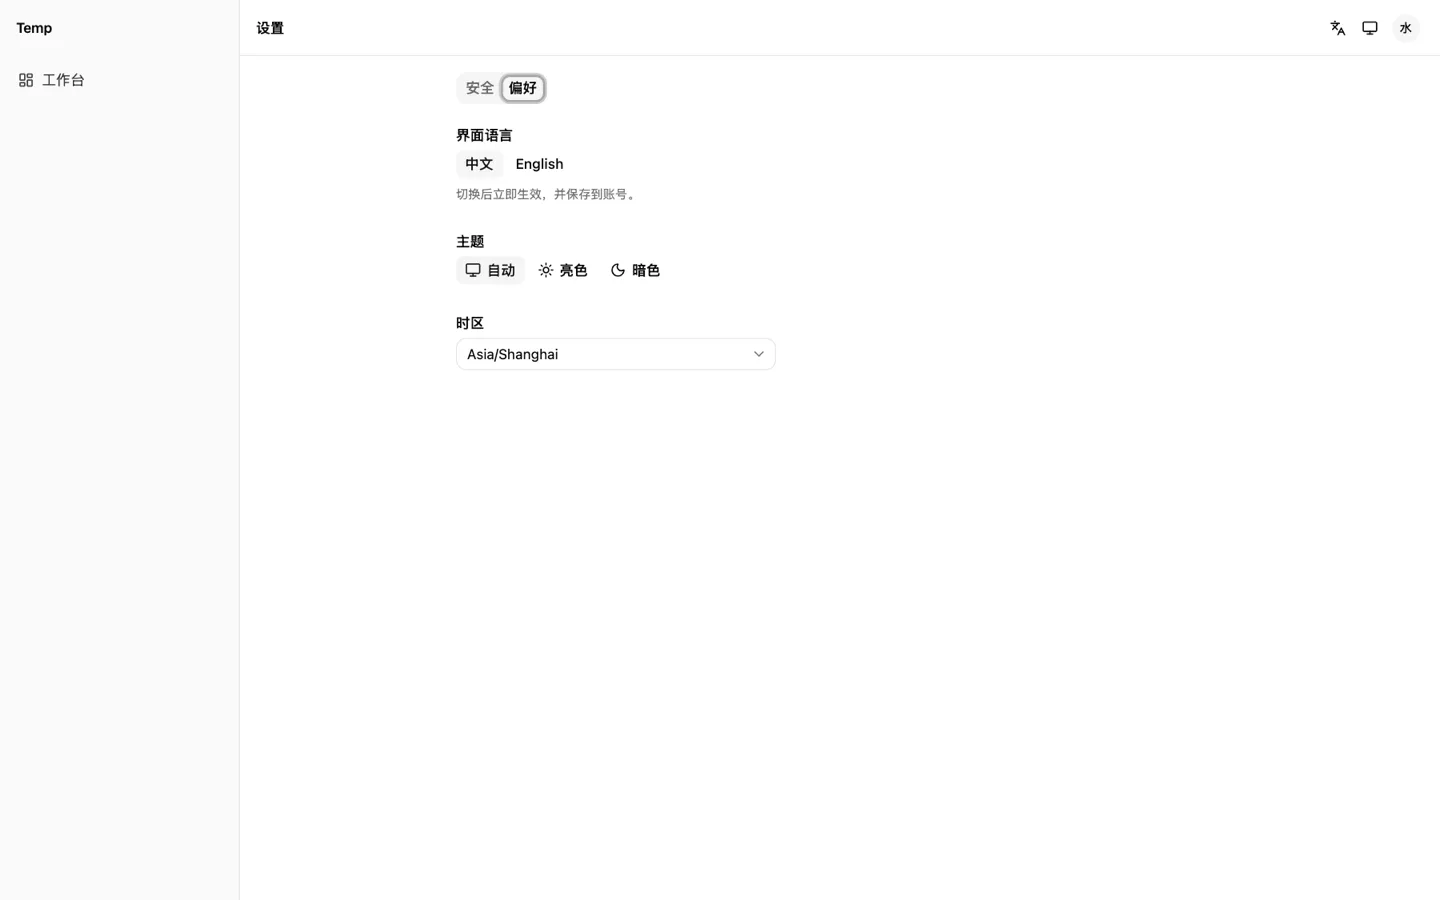 Temp
设置
水
工作台
安全 偏好
界面语言
中文 English
切换后立即生效，并保存到账号。
主题
自动 亮色 暗色
时区
Asia/Shanghai